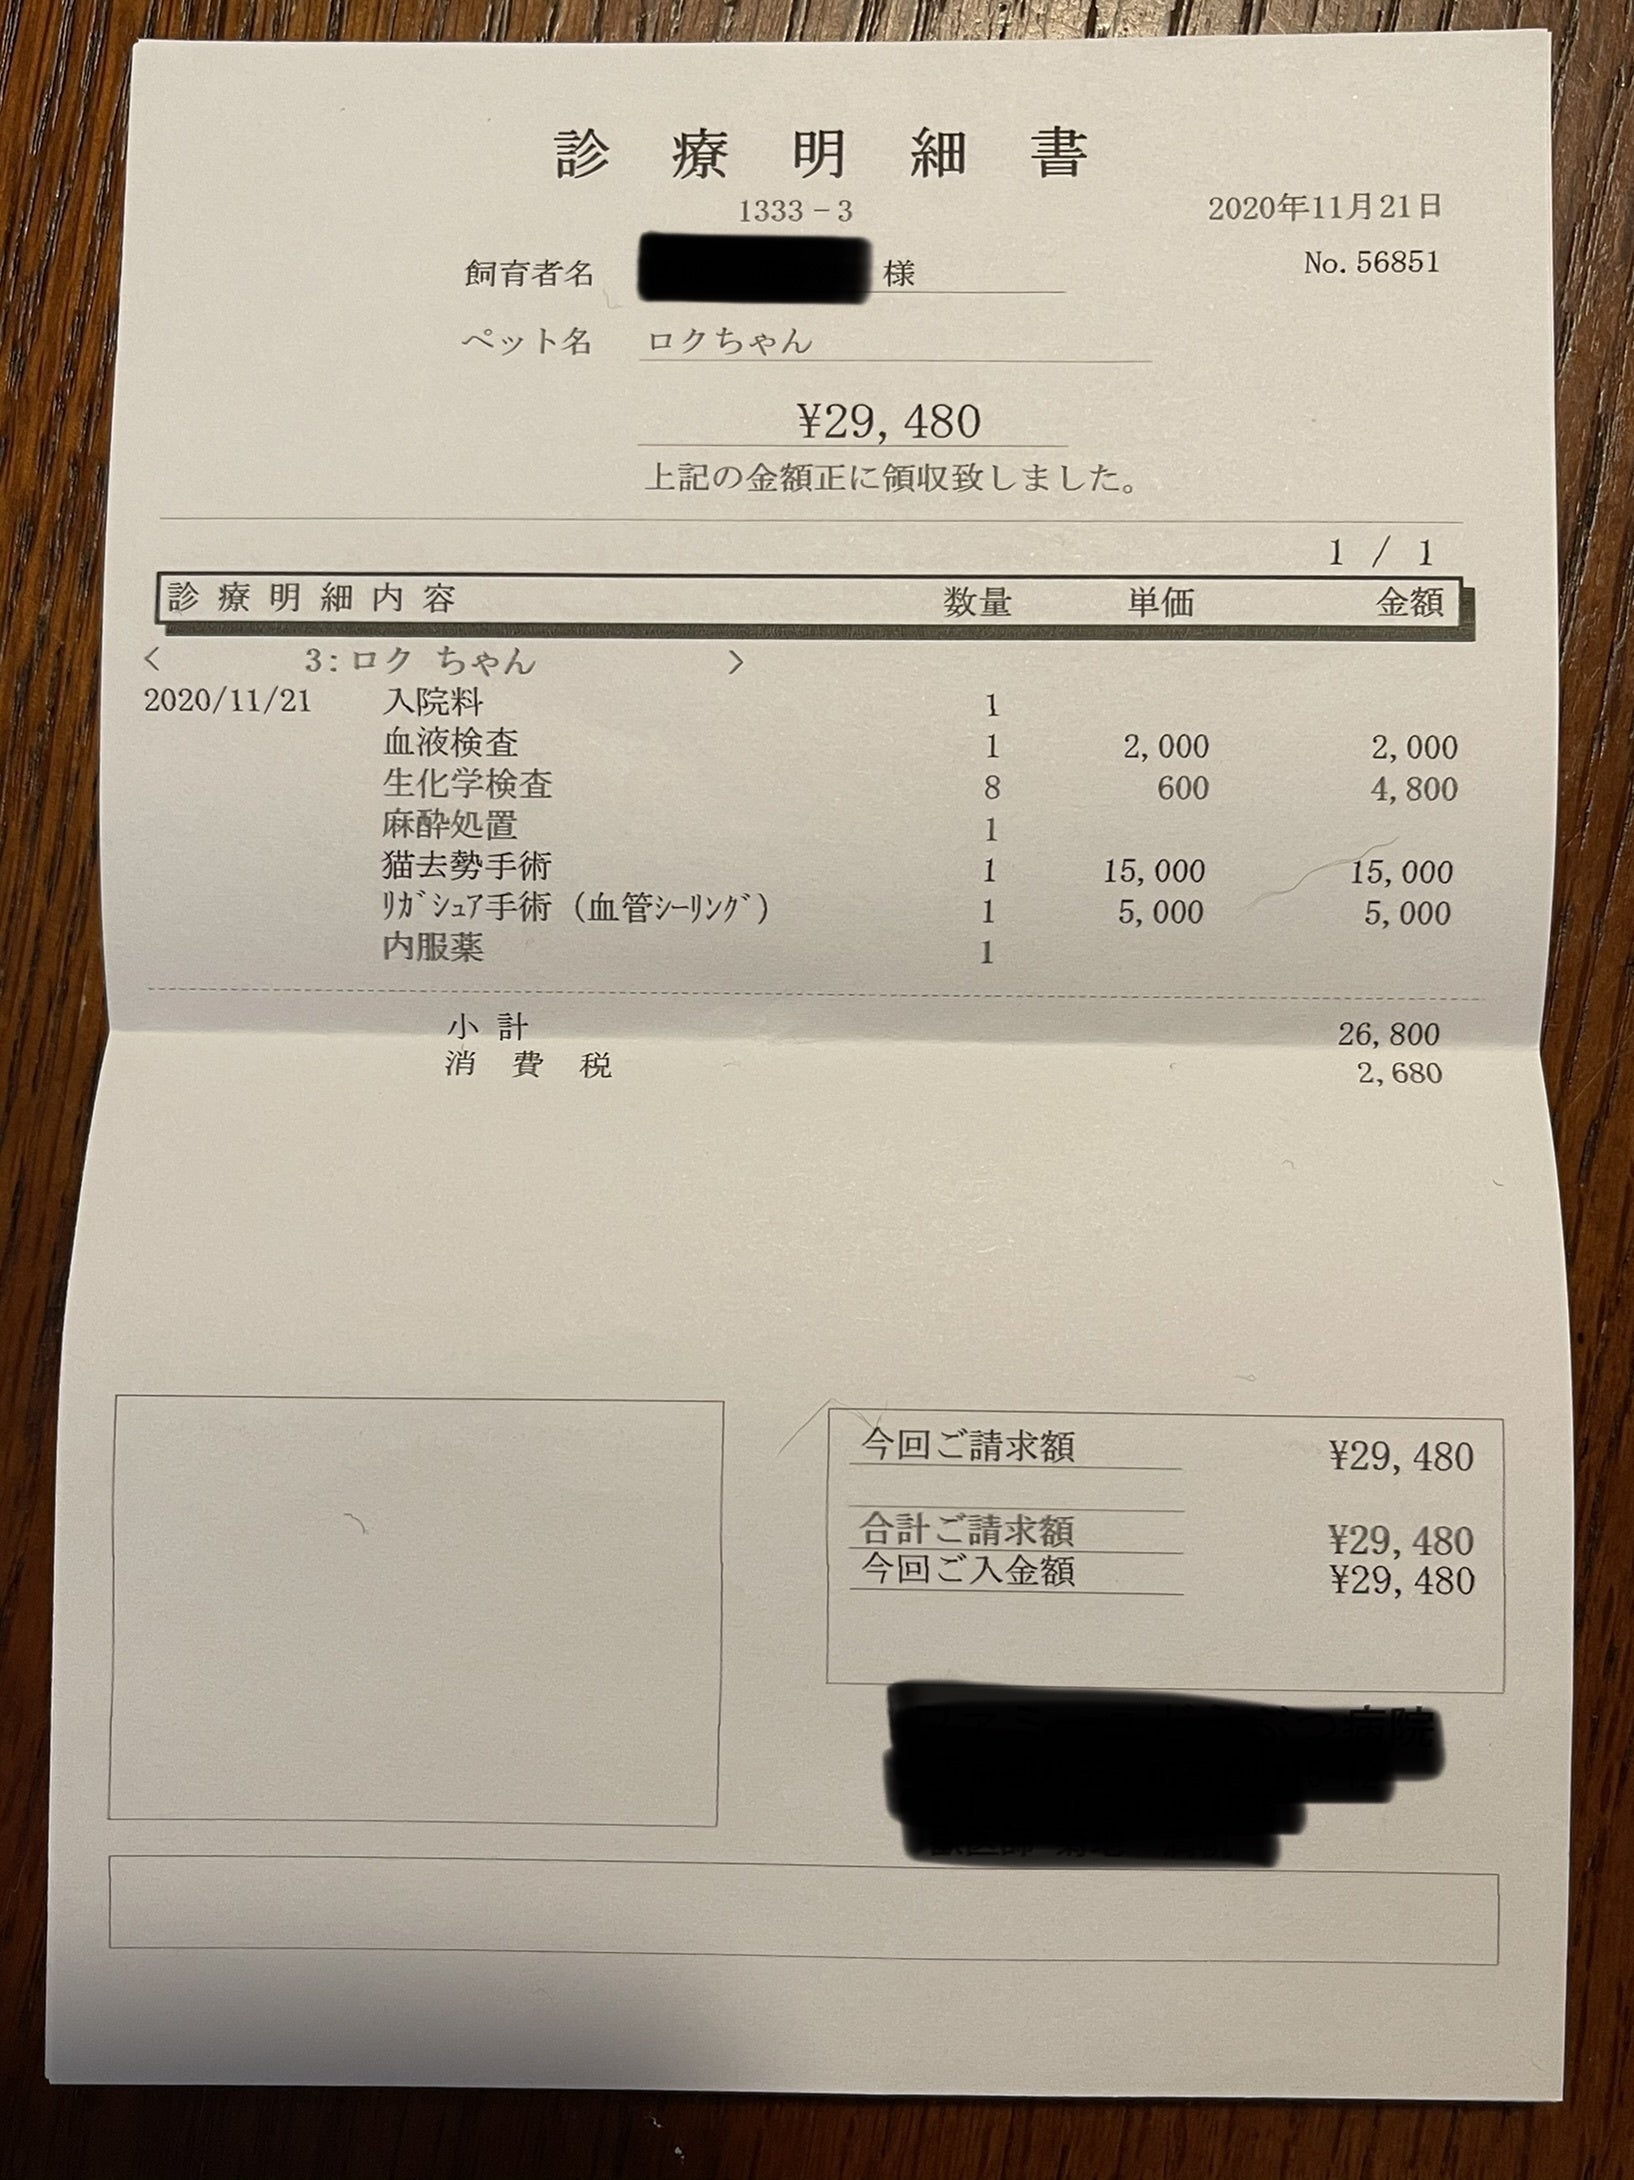 診療明細書
1333-3
2020年11月21日
飼育者名 様
No.56851
ペット名 ロクちゃん
¥29,480
上記の金額正に領収致しました。
1 / 1
診療明細内容 数量 単価 金額
< 3:ロク ちゃん >
2020/11/21 入院料 1
血液検査 1 2,000 2,000
生化学検査 8 600 4,800
麻酔処置 1
猫去勢手術 1 15,000 15,000
ﾘｶﾞｼｭｱ手術（血管ｼｰﾘﾝｸﾞ） 1 5,000 5,000
内服薬 1
小計 26,800
消費税 2,680
今回ご請求額 ¥29,480
合計ご請求額 ¥29,480
今回ご入金額 ¥29,480
病院